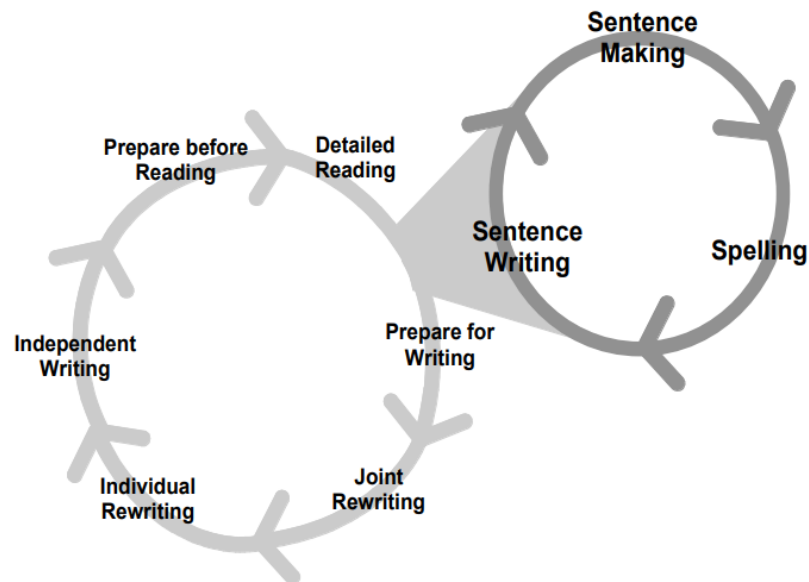 Sentence
Making
Prepare before
Reading
Detailed
Reading
Sentence
Writing
Spelling
Independent
Writing
Prepare for
Writing
Individual
Rewriting
Joint
Rewriting